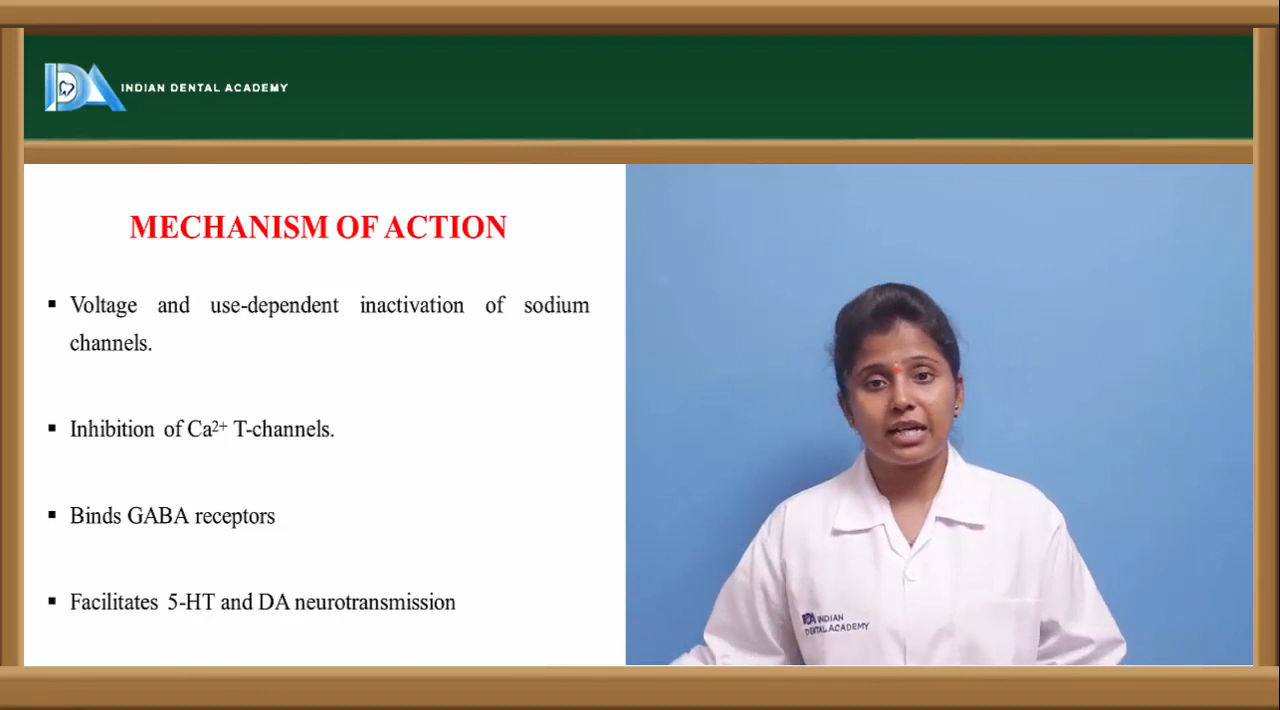 INDIAN DENTAL ACADEMY
MECHANISM OF ACTION
▪ Voltage and use-dependent inactivation of sodium
channels.
▪ Inhibition of Ca²⁺ T-channels.
▪ Binds GABA receptors
▪ Facilitates 5-HT and DA neurotransmission
INDIAN
DENTAL ACADEMY